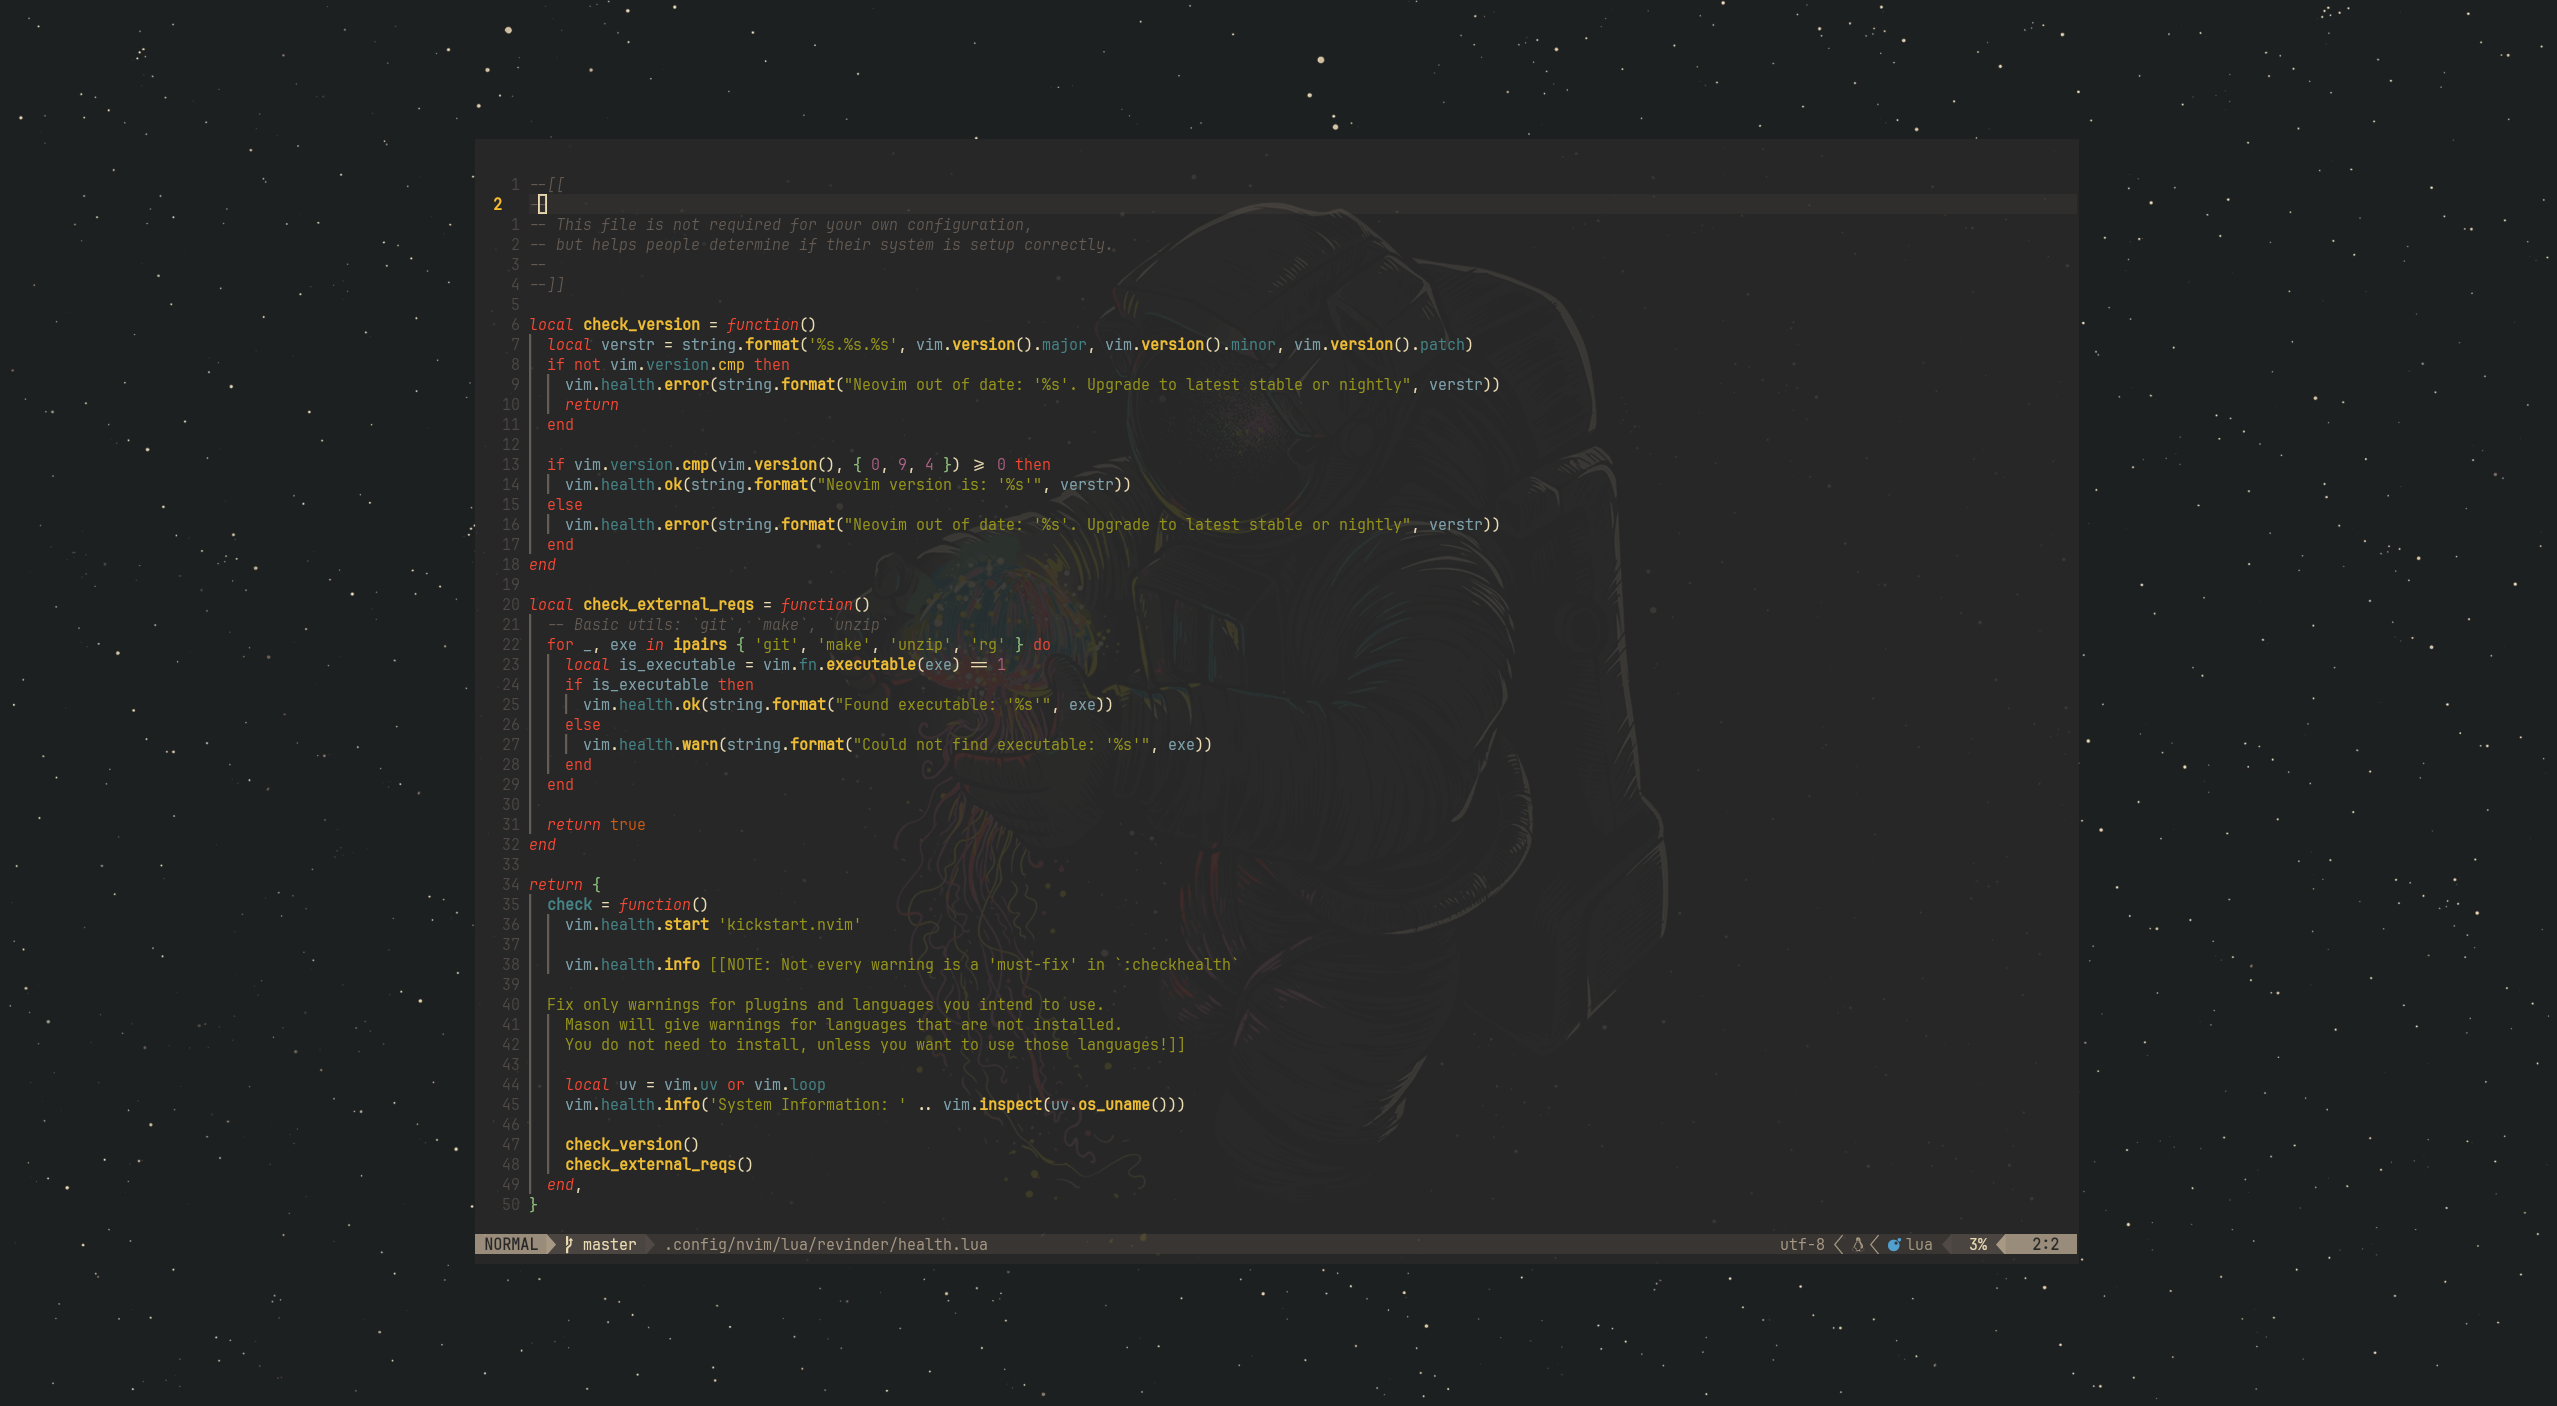 1 --[[
2 --
1 -- This file is not required for your own configuration,
2 -- but helps people determine if their system is setup correctly.
3 --
4 --]]
5
6 local check_version = function()
7 local verstr = string.format('%s.%s.%s', vim.version().major, vim.version().minor, vim.version().patch)
8 if not vim.version.cmp then
9 vim.health.error(string.format("Neovim out of date: '%s'. Upgrade to latest stable or nightly", verstr))
10 return
11 end
12
13 if vim.version.cmp(vim.version(), { 0, 9, 4 }) >= 0 then
14 vim.health.ok(string.format("Neovim version is: '%s'", verstr))
15 else
16 vim.health.error(string.format("Neovim out of date: '%s'. Upgrade to latest stable or nightly", verstr))
17 end
18 end
19
20 local check_external_reqs = function()
21 -- Basic utils: `git`, `make`, `unzip`
22 for _, exe in ipairs { 'git', 'make', 'unzip', 'rg' } do
23 local is_executable = vim.fn.executable(exe) == 1
24 if is_executable then
25 vim.health.ok(string.format("Found executable: '%s'", exe))
26 else
27 vim.health.warn(string.format("Could not find executable: '%s'", exe))
28 end
29 end
30
31 return true
32 end
33
34 return {
35 check = function()
36 vim.health.start 'kickstart.nvim'
37
38 vim.health.info [[NOTE: Not every warning is a 'must-fix' in `:checkhealth`
39
40 Fix only warnings for plugins and languages you intend to use.
41 Mason will give warnings for languages that are not installed.
42 You do not need to install, unless you want to use those languages!]]
43
44 local uv = vim.uv or vim.loop
45 vim.health.info('System Information: ' .. vim.inspect(uv.os_uname()))
46
47 check_version()
48 check_external_reqs()
49 end,
50 }
NORMAL master .config/nvim/lua/revinder/health.lua utf-8 lua 3% 2:2